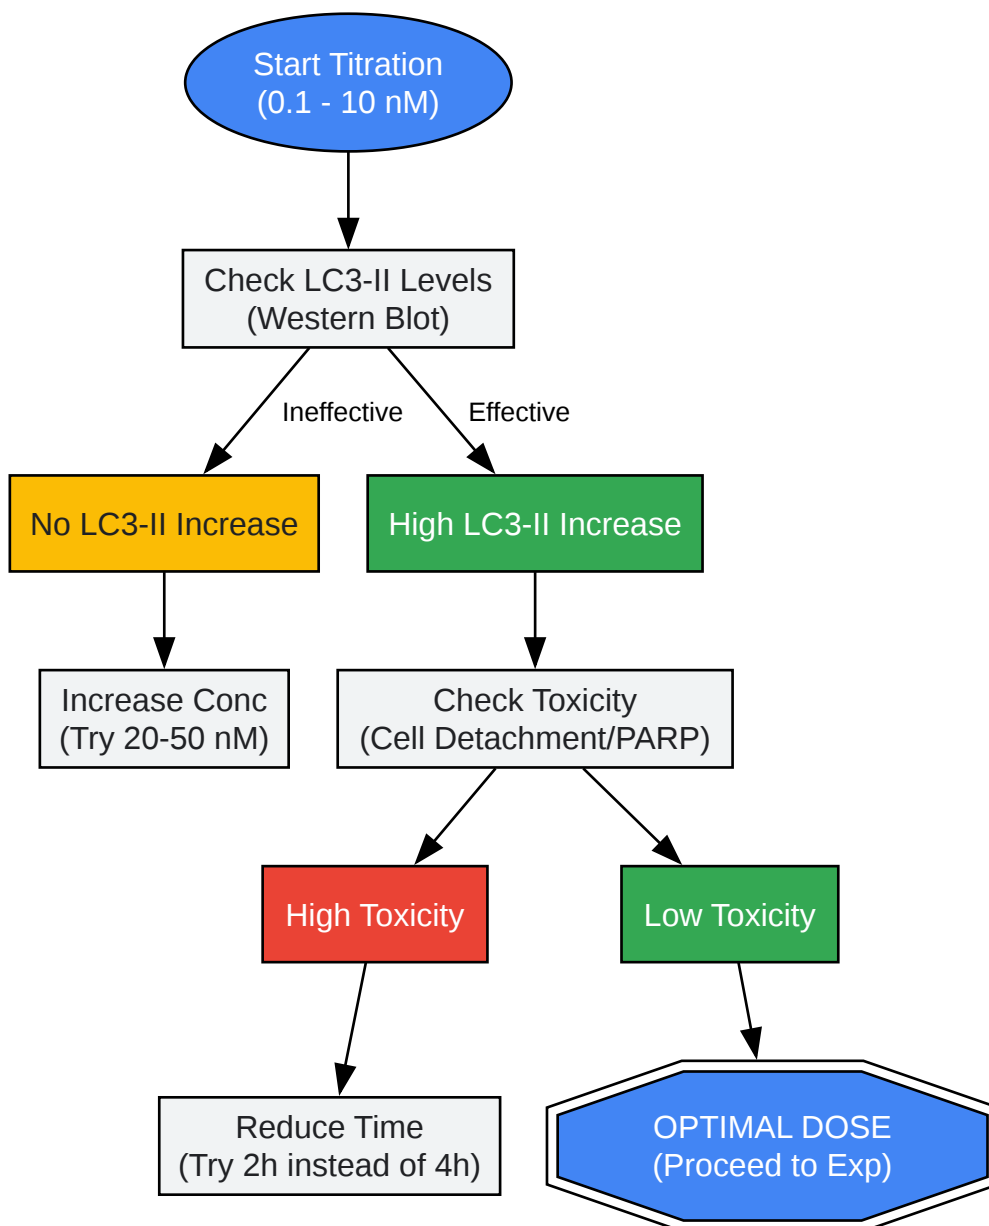 Start Titration
(0.1 - 10 nM)
Check LC3-II Levels
(Western Blot)
Ineffective
Effective
No LC3-II Increase
High LC3-II Increase
Increase Conc
(Try 20-50 nM)
Check Toxicity
(Cell Detachment/PARP)
High Toxicity
Low Toxicity
Reduce Time
(Try 2h instead of 4h)
OPTIMAL DOSE
(Proceed to Exp)